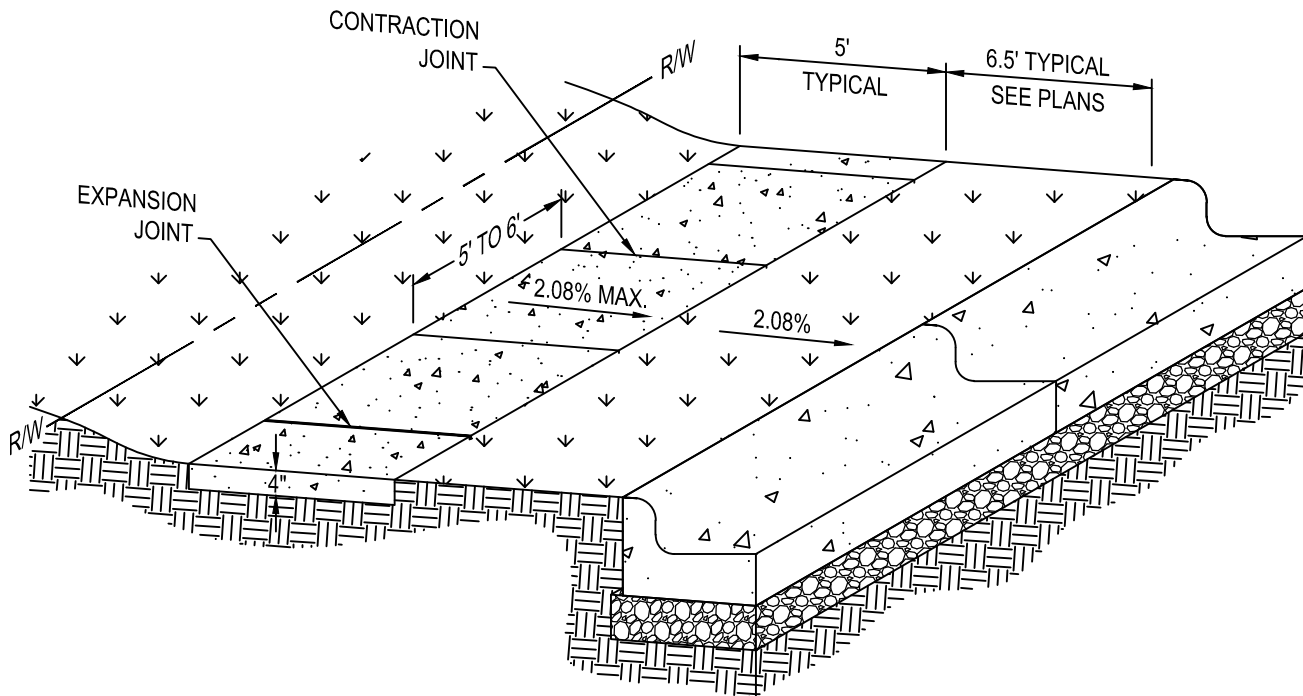 CONTRACTION
JOINT
R/W
5'
TYPICAL
6.5' TYPICAL
SEE PLANS
EXPANSION
JOINT
5' TO 6'
2.08% MAX.
2.08%
R/W
4"